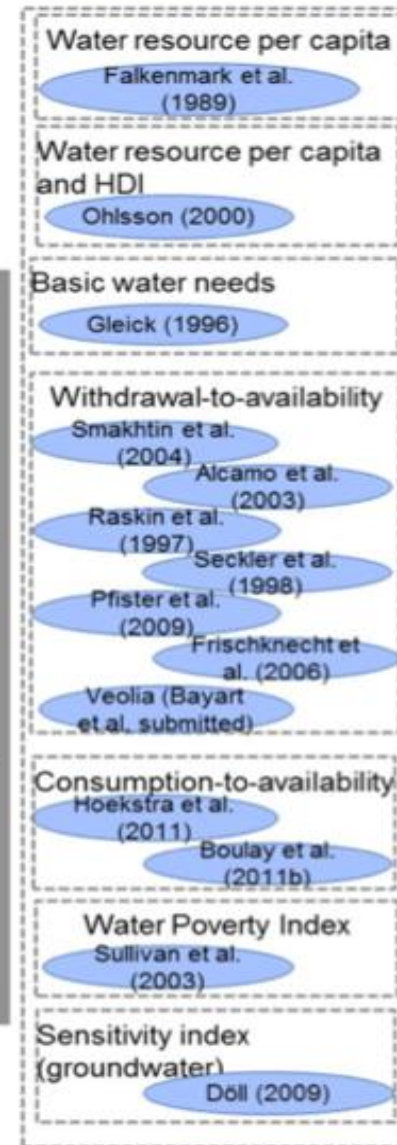 Water resource per capita
Falkenmark et al.
(1989)
Water resource per capita
and HDI
Ohlsson (2000)
Basic water needs
Gleick (1996)
Withdrawal-to-availability
Smakhtin et al.
(2004)
Alcamo et al.
(2003)
Raskin et al.
(1997)
Seckler et al.
(1998)
Pfister et al.
(2009)
Frischknecht et
al. (2006)
Veolia (Bayart
et al, submitted)
Consumption-to-availability
Hoekstra et al.
(2011)
Boulay et al.
(2011b)
Water Poverty Index
Sullivan et al.
(2003)
Sensitivity index
(groundwater)
Döll (2009)